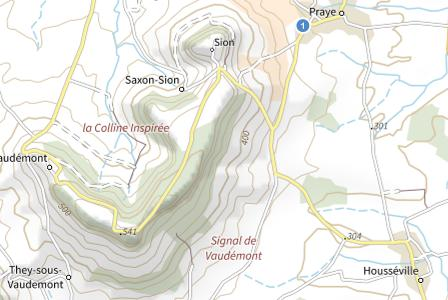 Praye
1
Sion
Saxon-Sion
301
la Colline Inspirée
400
audémont
500
541
304
Signal de
Vaudémont
They-sous-
Vaudemont
Housséville